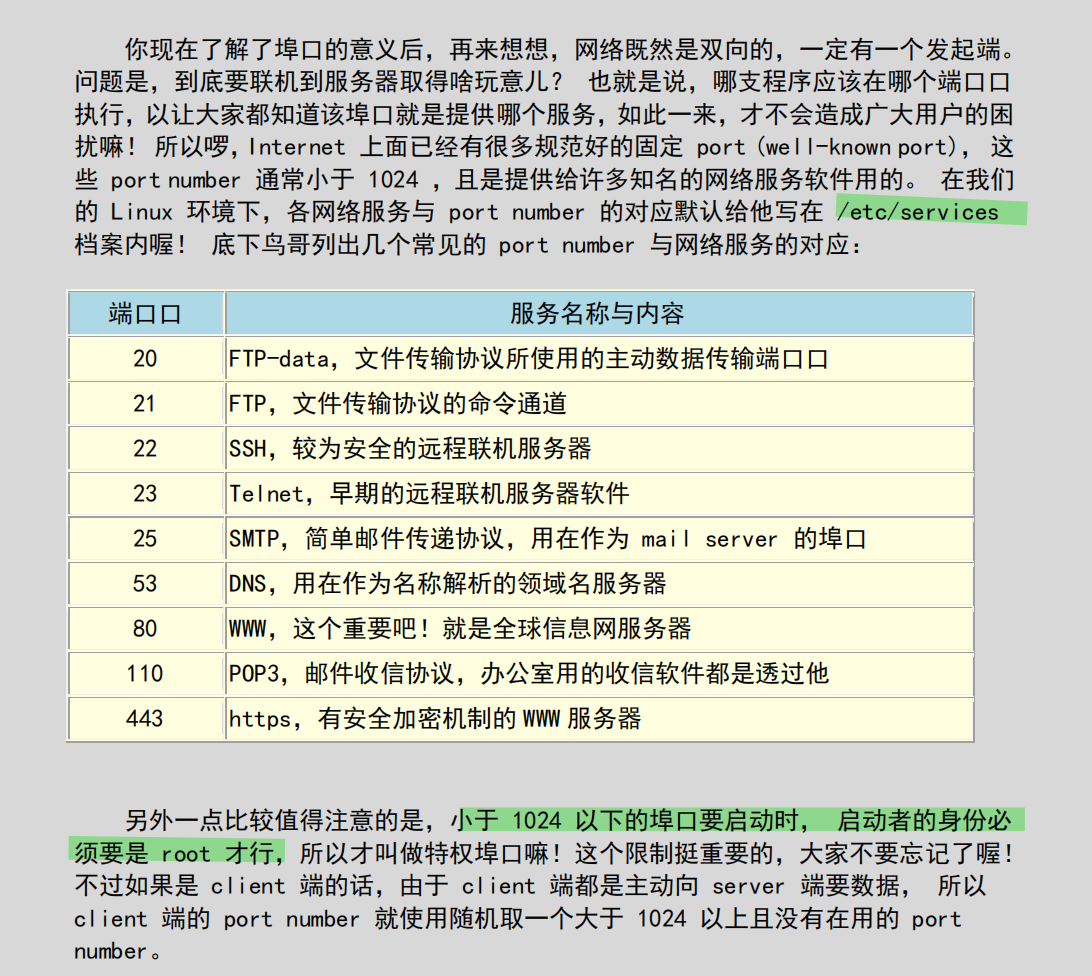 你现在了解了埠口的意义后，再来想想，网络既然是双向的，一定有一个发起端。
问题是，到底要联机到服务器取得啥玩意儿？ 也就是说，哪支程序应该在哪个端口口
执行，以让大家都知道该埠口就是提供哪个服务，如此一来，才不会造成广大用户的困
扰嘛！ 所以啰，Internet 上面已经有很多规范好的固定 port (well-known port)， 这
些 port number 通常小于 1024 ，且是提供给许多知名的网络服务软件用的。 在我们
的 Linux 环境下，各网络服务与 port number 的对应默认给他写在 /etc/services
档案内喔！ 底下鸟哥列出几个常见的 port number 与网络服务的对应：
端口口 服务名称与内容
20 FTP-data，文件传输协议所使用的主动数据传输端口口
21 FTP，文件传输协议的命令通道
22 SSH，较为安全的远程联机服务器
23 Telnet，早期的远程联机服务器软件
25 SMTP，简单邮件传递协议，用在作为 mail server 的埠口
53 DNS，用在作为名称解析的领域名服务器
80 WWW，这个重要吧！就是全球信息网服务器
110 POP3，邮件收信协议，办公室用的收信软件都是透过他
443 https，有安全加密机制的WWW服务器
另外一点比较值得注意的是，小于 1024 以下的埠口要启动时， 启动者的身份必
须要是 root 才行，所以才叫做特权埠口嘛！这个限制挺重要的，大家不要忘记了喔！
不过如果是 client 端的话，由于 client 端都是主动向 server 端要数据， 所以
client 端的 port number 就使用随机取一个大于 1024 以上且没有在用的 port
number。